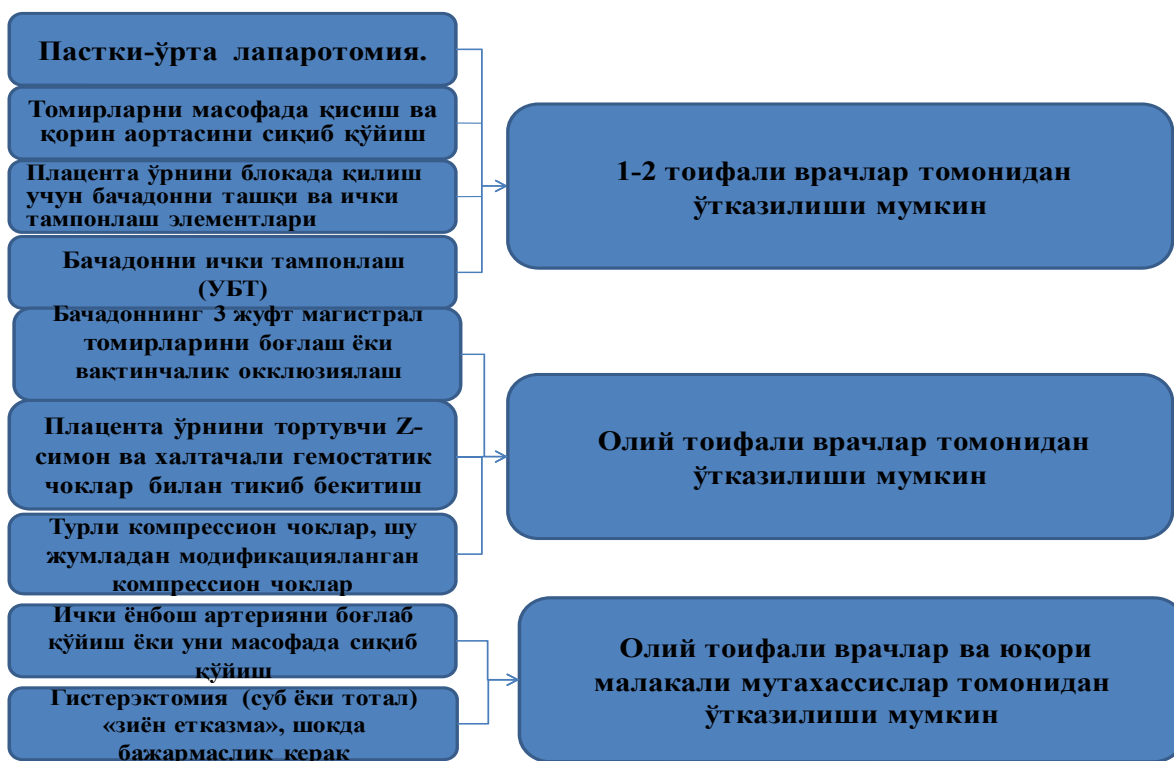 Пастки-ўрта лапаротомия.
Томирларни масофада қисиш ва
қорин аортасини сиқиб қўйиш
Плацента ўрнини блокада қилиш
учун бачадонни ташқи ва ички
тампонлаш элементлари
Бачадонни ички тампонлаш
(УБТ)
1-2 тоифали врачлар томонидан
ўтказилиши мумкин
Бачадоннинг 3 жуфт магистрал
томирларини боғлаш ёки
вақтинчалик окклюзиялаш
Плацента ўрнини тортувчи Z-
симон ва халтачали гемостатик
чоклар билан тикиб бекитиш
Турли компрессион чоклар, шу
жумладан модификацияланган
компрессион чоклар
Олий тоифали врачлар томонидан
ўтказилиши мумкин
Ички ёнбош артерияни боғлаб
қўйиш ёки уни масофада сиқиб
қўйиш
Гистерэктомия (суб ёки тотал)
«зиён етказма», шокда
бажармаслик керак
Олий тоифали врачлар ва юқори
малакали мутахассислар томонидан
ўтказилиши мумкин